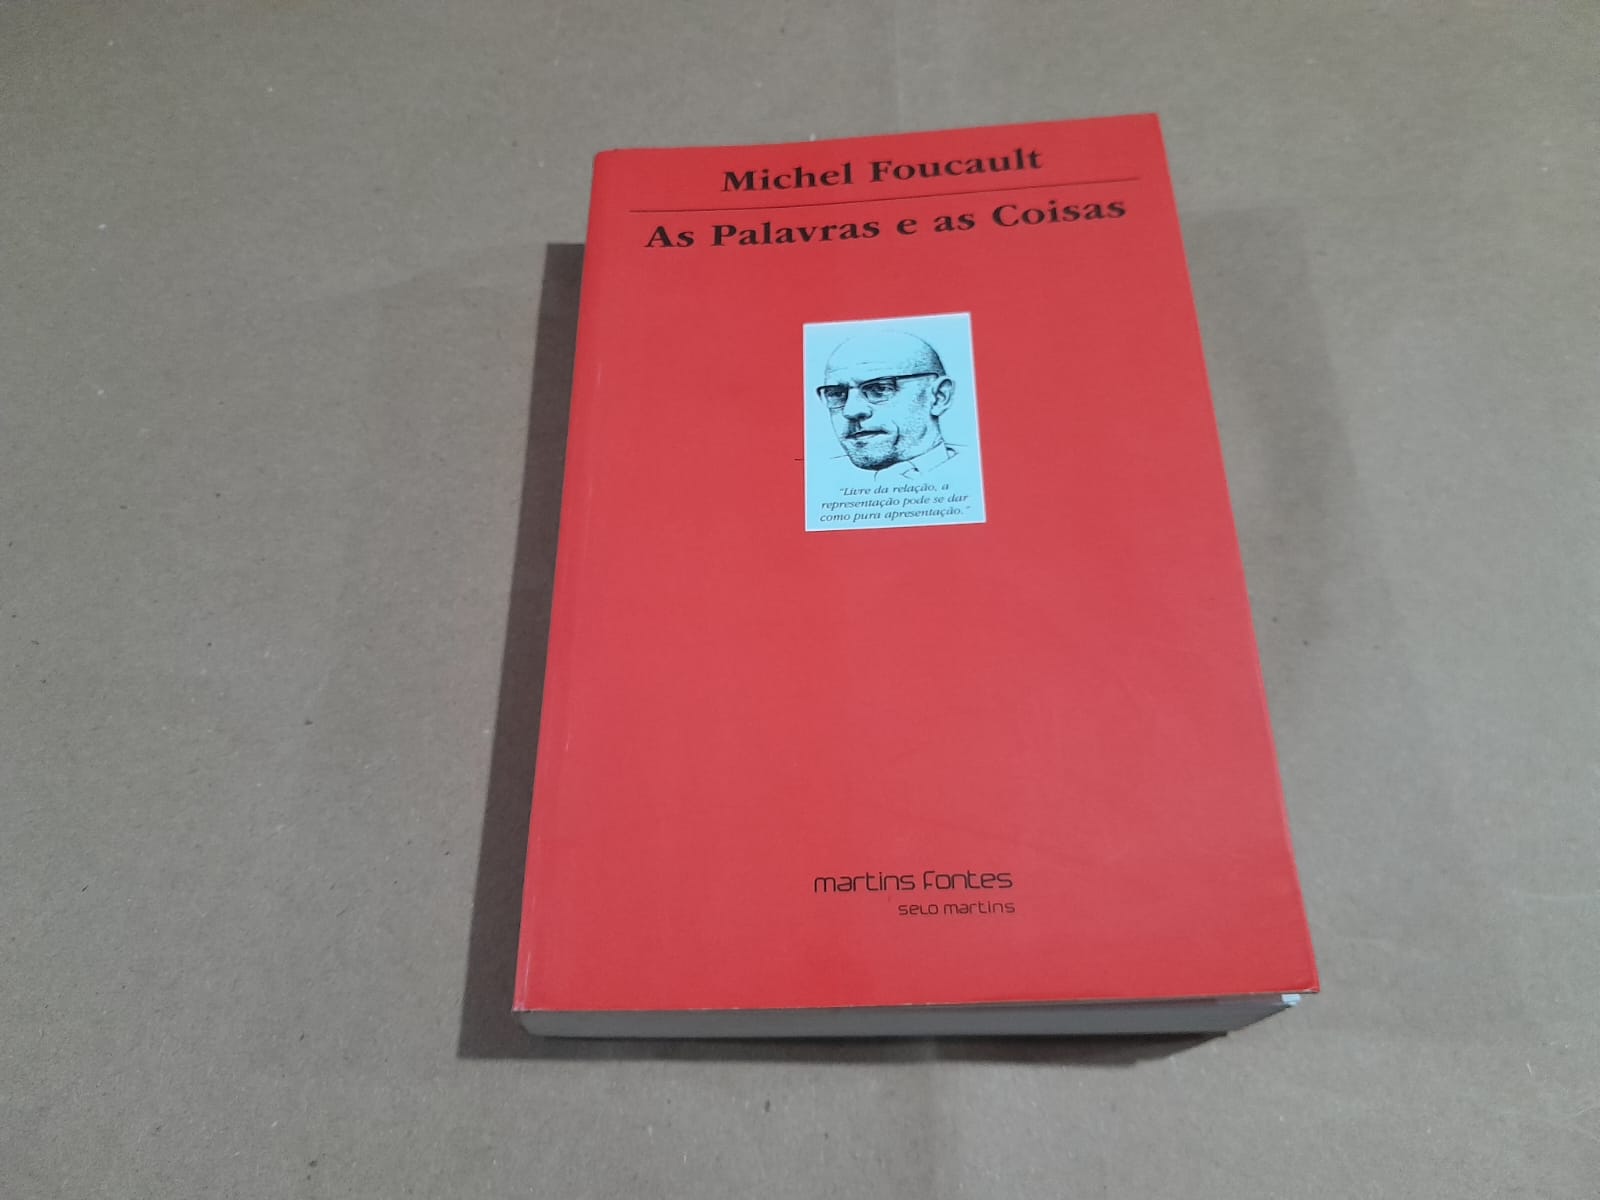 Michel Foucault
As Palavras e as Coisas
"Livre da relação, a
representação pode se dar
como pura apresentação."
martins fontes
selo martins